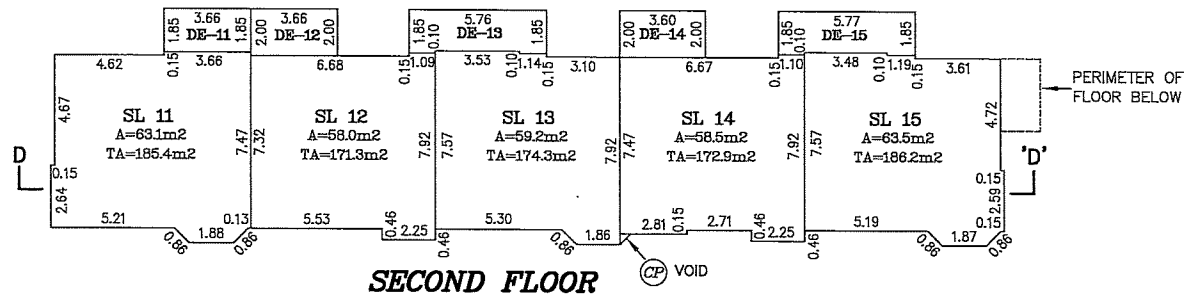 3.66
1.85
1.85
DE-11
3.66
2.00
2.00
DE-12
5.76
1.85
1.85
0.10
DE-13
3.60
2.00
2.00
DE-14
5.77
1.85
1.85
0.10
DE-15
4.62
0.15
3.66
6.68
0.15
1.09
3.53
0.10
1.14
0.15
3.10
6.67
0.15
1.10
3.48
0.10
1.19
0.15
3.61
PERIMETER OF
FLOOR BELOW
4.67
SL 11
A=63.1m2
TA=185.4m2
7.47
7.32
SL 12
A=58.0m2
TA=171.3m2
7.92
7.57
SL 13
A=59.2m2
TA=174.3m2
7.92
7.47
SL 14
A=58.5m2
TA=172.9m2
7.92
7.57
SL 15
A=63.5m2
TA=186.2m2
4.72
D
0.15
2.64
0.15
2.59
0.15
'D'
5.21
0.86
1.88
0.13
0.86
5.53
0.46
2.25
0.46
5.30
0.86
1.86
2.81
0.15
2.71
0.46
2.25
0.46
5.19
0.86
1.87
0.86
CP VOID
SECOND FLOOR